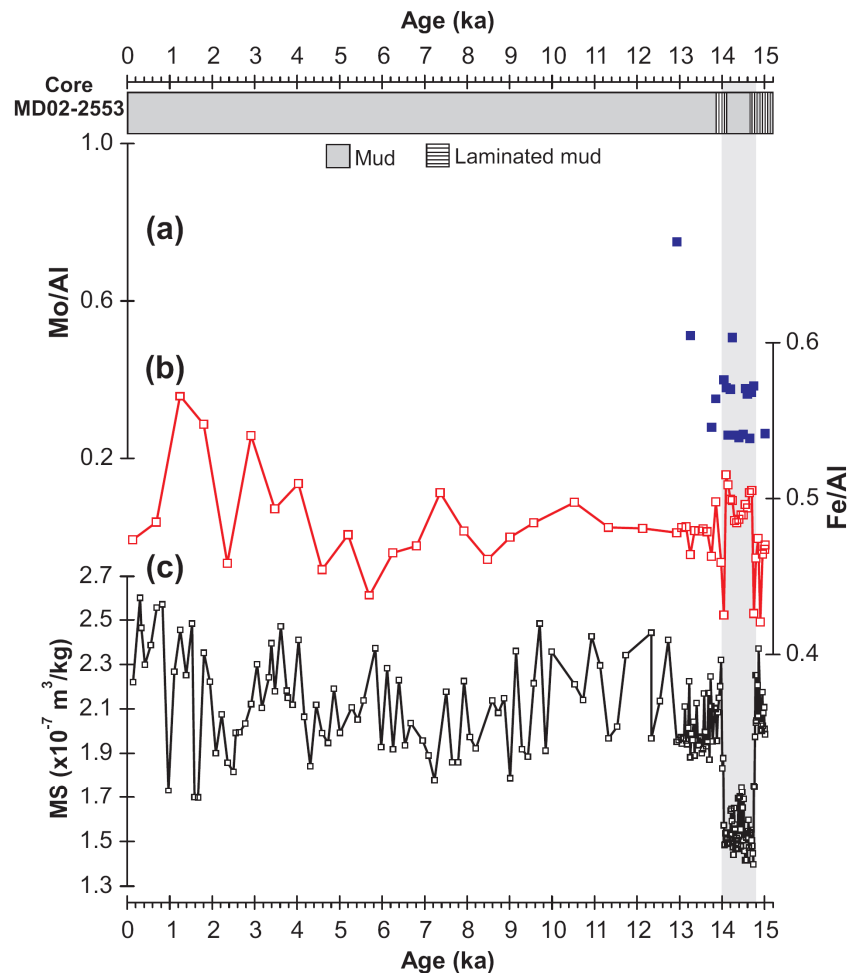 Age (ka)
0 1 2 3 4 5 6 7 8 9 10 11 12 13 14 15
Core
MD02-2553
1.0
Mud
Laminated mud
(a)
Mo/Al
0.6
0.6
(b)
0.2
0.5
Fe/Al
(c)
2.7
2.5
0.4
2.3
MS (x10⁻⁷ m³/kg)
2.1
1.9
1.7
1.5
1.3
0 1 2 3 4 5 6 7 8 9 10 11 12 13 14 15
Age (ka)